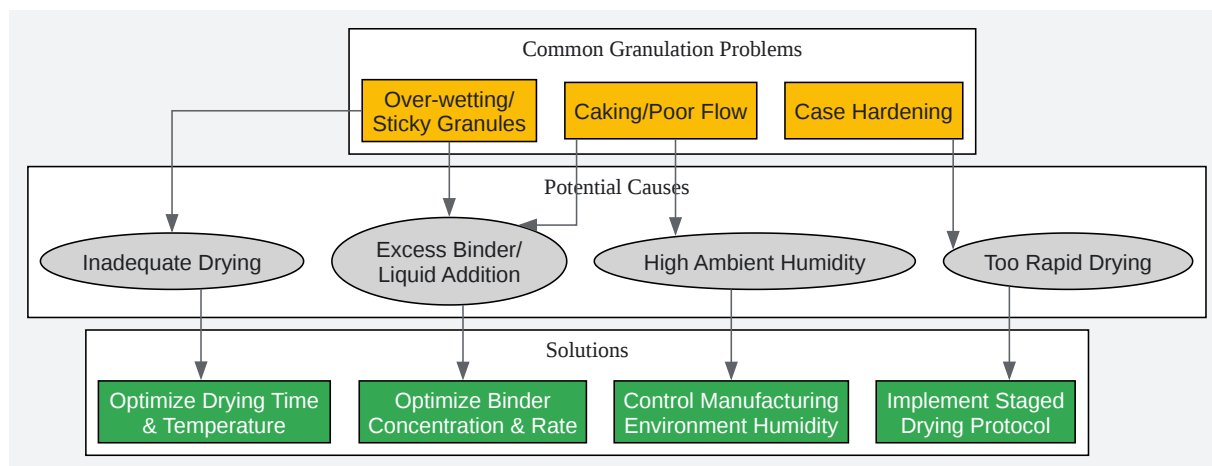 Common Granulation Problems
Over-wetting/
Sticky Granules
Caking/Poor Flow
Case Hardening
Potential Causes
Inadequate Drying
Excess Binder/
Liquid Addition
High Ambient Humidity
Too Rapid Drying
Solutions
Optimize Drying Time
& Temperature
Optimize Binder
Concentration & Rate
Control Manufacturing
Environment Humidity
Implement Staged
Drying Protocol